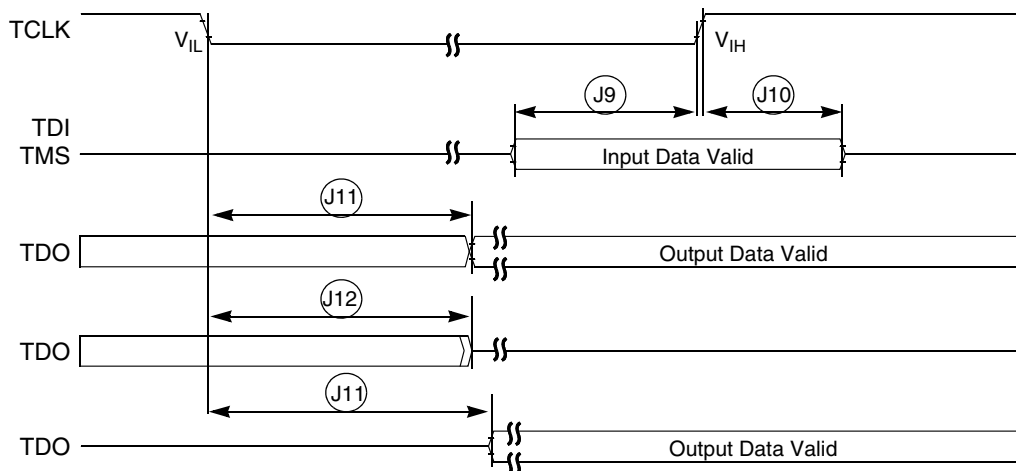 TCLK
VIL
VIH
J9
J10
TDI
TMS
Input Data Valid
J11
TDO
Output Data Valid
J12
TDO
J11
TDO
Output Data Valid